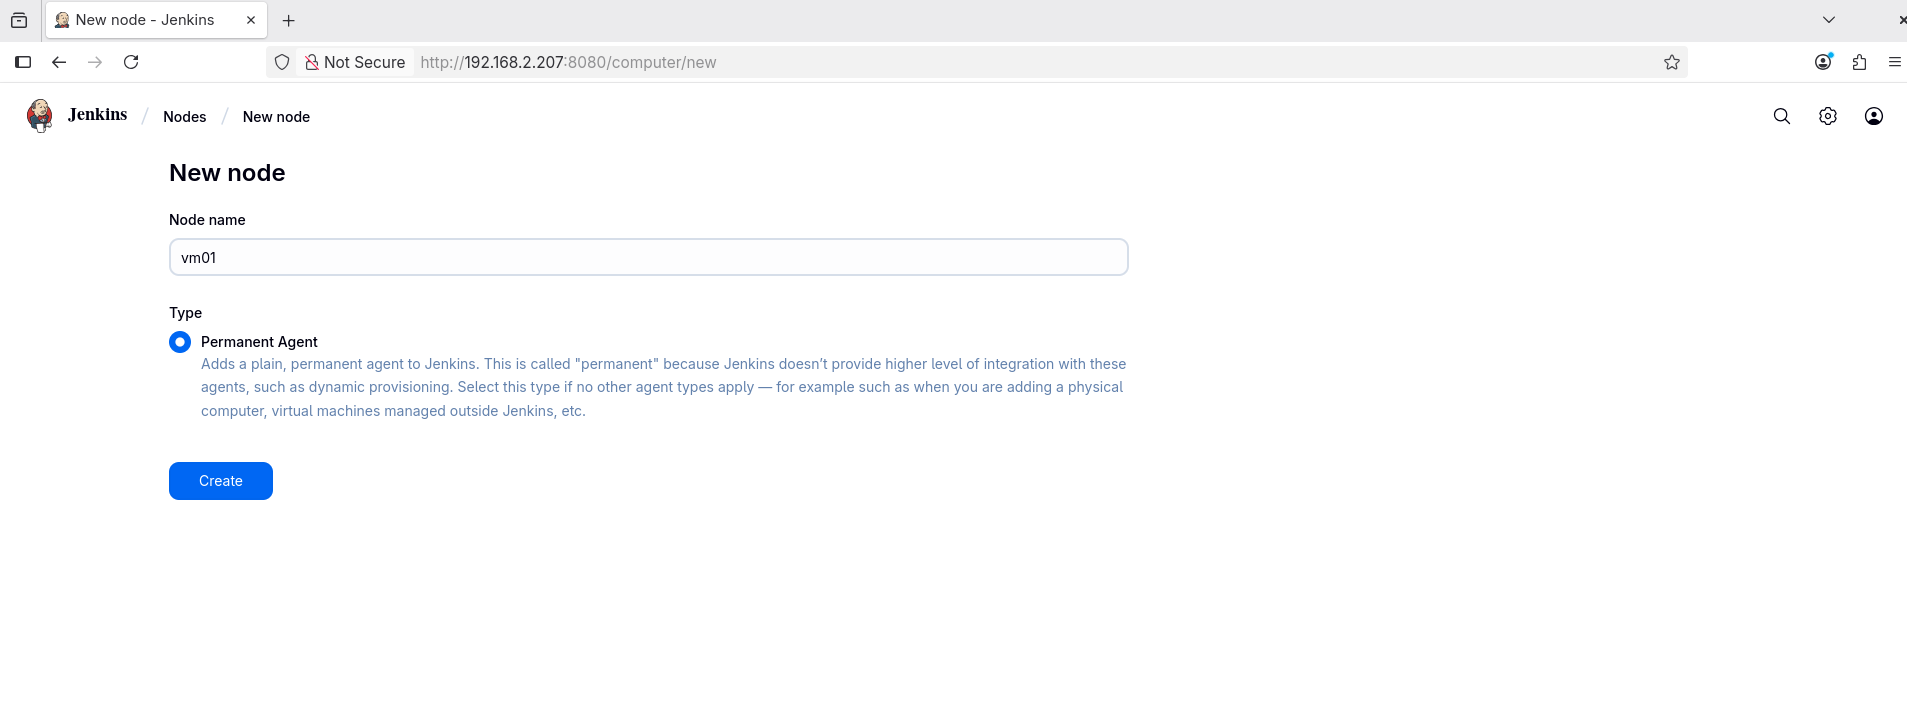 New node - Jenkins
Not Secure http://192.168.2.207:8080/computer/new
Jenkins / Nodes / New node
New node
Node name
vm01
Type
Permanent Agent
Adds a plain, permanent agent to Jenkins. This is called "permanent" because Jenkins doesn’t provide higher level of integration with these
agents, such as dynamic provisioning. Select this type if no other agent types apply — for example such as when you are adding a physical
computer, virtual machines managed outside Jenkins, etc.
Create